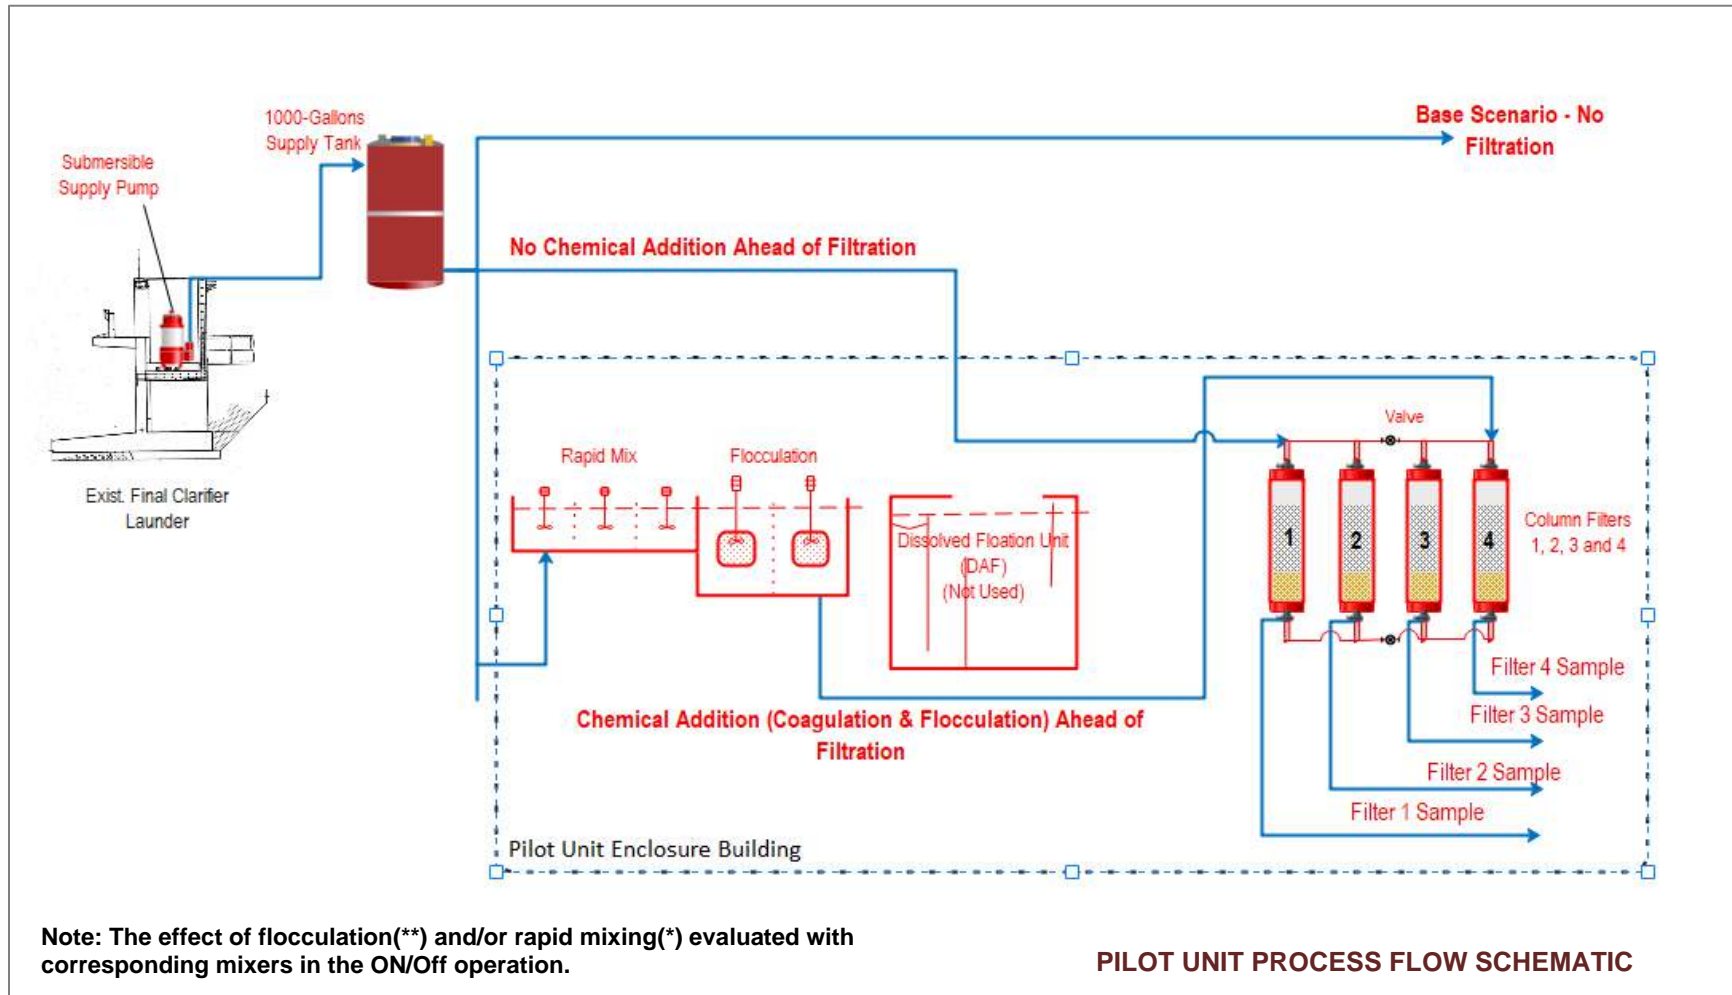 1000-Gallons
Supply Tank
Submersible
Supply Pump
Base Scenario - No
Filtration
No Chemical Addition Ahead of Filtration
Exist. Final Clarifier
Launder
Rapid Mix
Flocculation
Dissolved Floation Unit
(DAF)
(Not Used)
Valve
1
2
3
4
Column Filters
1, 2, 3 and 4
Chemical Addition (Coagulation & Flocculation) Ahead of
Filtration
Filter 4 Sample
Filter 3 Sample
Filter 2 Sample
Filter 1 Sample
Pilot Unit Enclosure Building
Note: The effect of flocculation(**) and/or rapid mixing(*) evaluated with
corresponding mixers in the ON/Off operation.
PILOT UNIT PROCESS FLOW SCHEMATIC